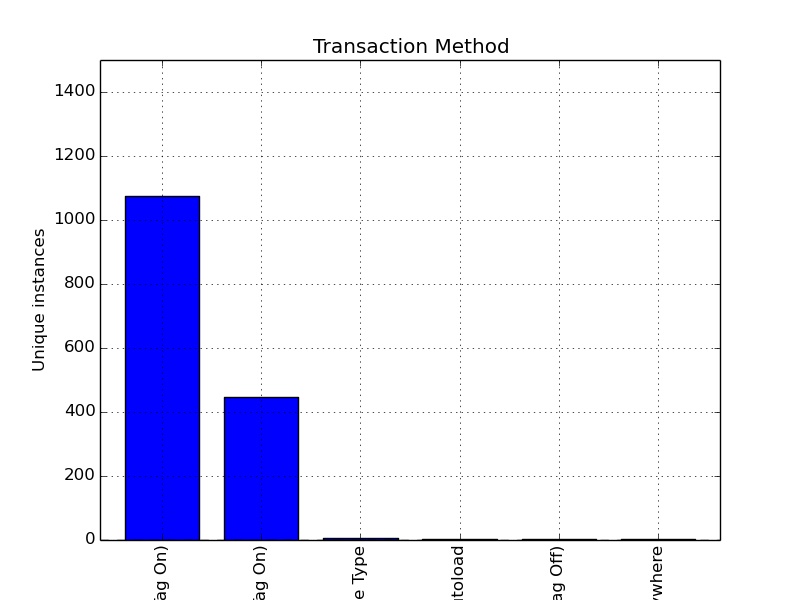 Transaction Method
1400
1200
1000
800
600
400
200
0
Unique instances
ag On)
ag On)
e Type
toload
ag Off)
where